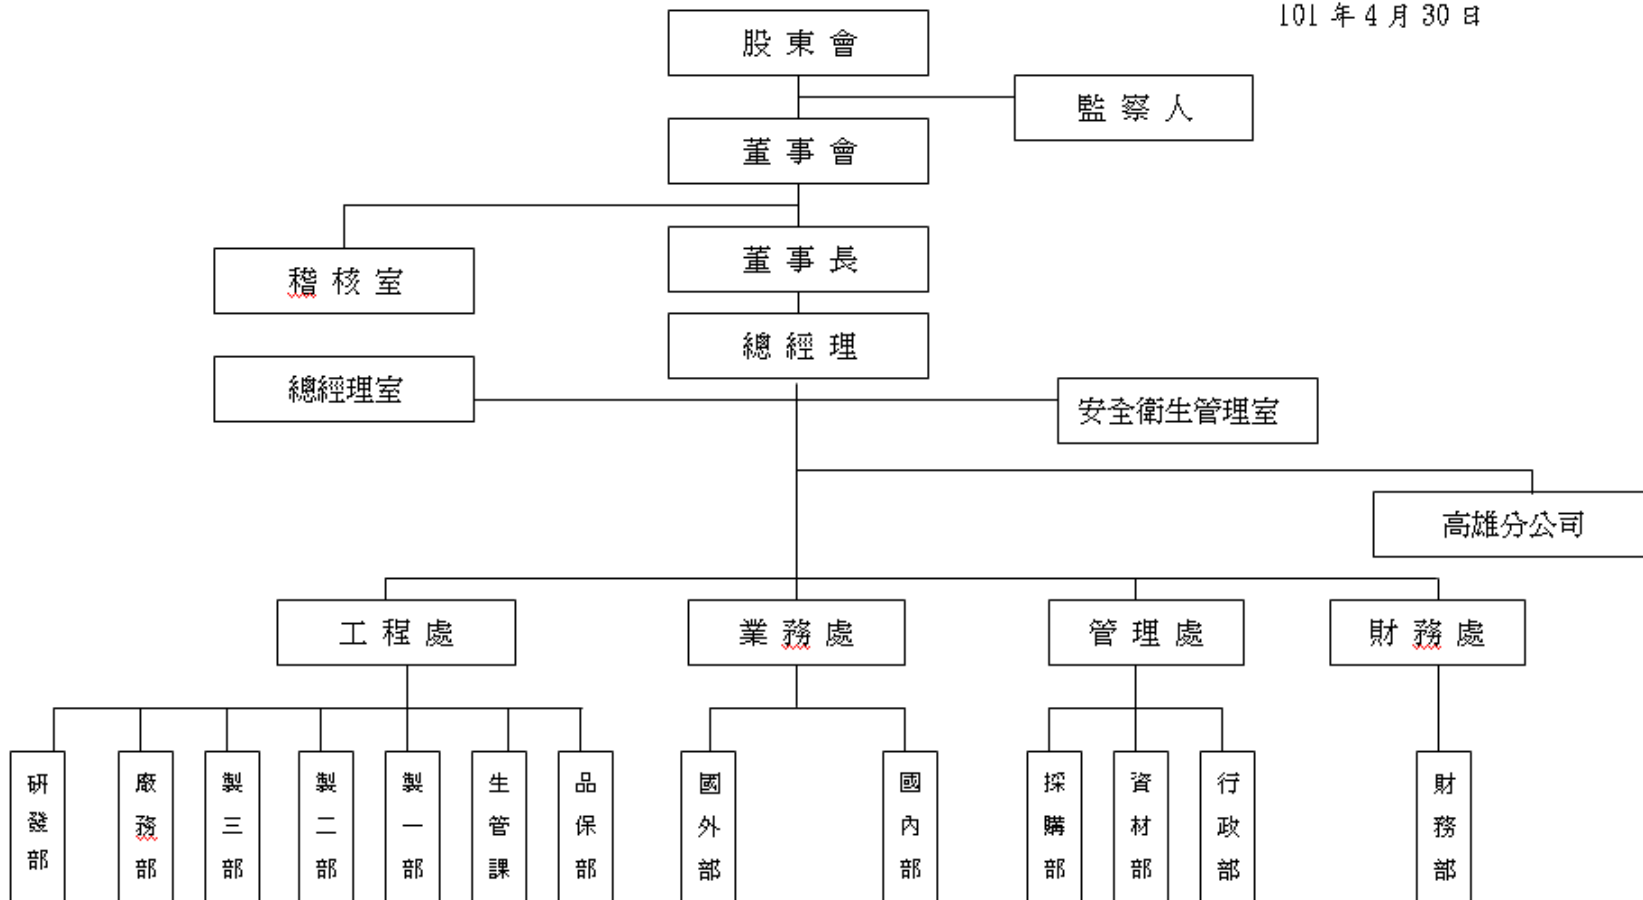 101 年 4 月 30 日
股 東 會
監 察 人
董 事 會
董 事 長
稽 核 室
總 經 理
總經理室
安全衛生管理室
高雄分公司
工 程 處
業 務 處
管 理 處
財 務 處
研發部
廠務部
製三部
製二部
製一部
生管課
品保部
國外部
國內部
採購部
資材部
行政部
財務部